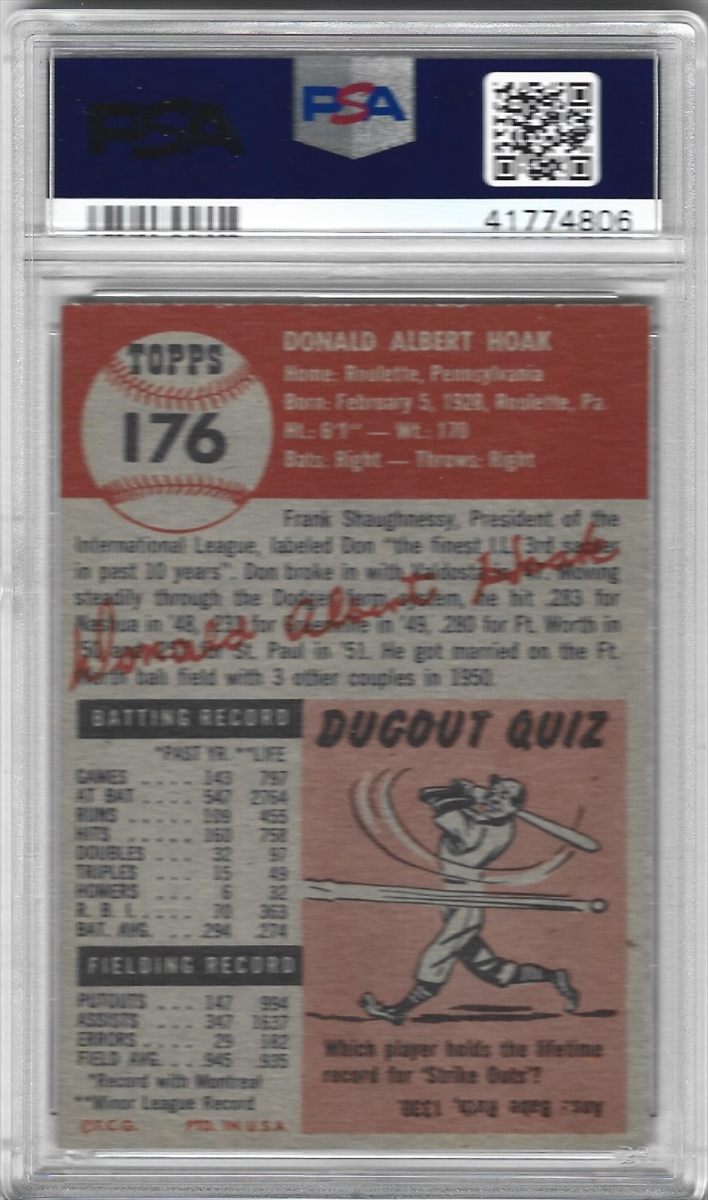 PSA
PSA
41774806
TOPPS
176
DONALD ALBERT HOAK
Home: Roulette, Pennsylvania
Born: February 5, 1928, Roulette, Pa.
Ht.: 6'1" — Wt.: 170
Bats: Right — Throws: Right
Frank Shaughnessy, President of the
International League, labeled Don "the finest I.L. 3rd
in past 10 years". Don broke in with Moving
steadily through the Dodger farm system, he hit .283 for
Nashua in '48, for in '49, .280 for Ft. Worth in
'50 St. Paul in '51. He got married on the Ft.
Worth ball field with 3 other couples in 1950.
Donald Albert Hoak
BATTING RECORD
*PAST YR. **LIFE
GAMES .... 143 797
AT BAT .... 547 2764
RUNS .... 109 455
HITS ..... 160 758
DOUBLES .... 32 97
TRIPLES .... 15 49
HOMERS .... 6 32
R. B. I. .... 70 363
BAT. AVG. ... .294 .274
FIELDING RECORD
PUTOUTS .... 147 994
ASSISTS .... 347 1637
ERRORS .... 29 182
FIELD AVG. ... .945 .935
*Record with Montreal
**Minor League Record
©T.C.G. PTD. IN U.S.A.
DUGOUT QUIZ
Which player holds the lifetime
record for 'Strike Outs'?
Ans.: Babe Ruth, 1330.